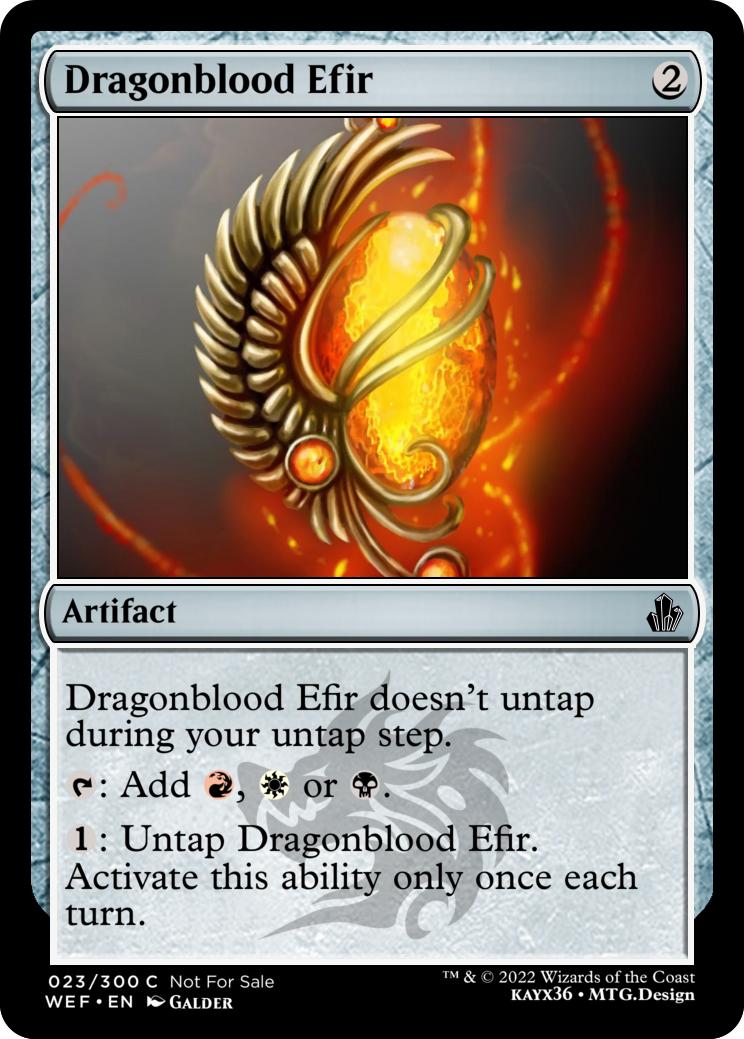 Dragonblood Efir 2
Artifact
Dragonblood Efir doesn't untap
during your untap step.
: Add , or .
1: Untap Dragonblood Efir.
Activate this ability only once each
turn.
023/300 C Not For Sale
™ & © 2022 Wizards of the Coast
WEF • EN GALDER
KAYX36 • MTG.Design